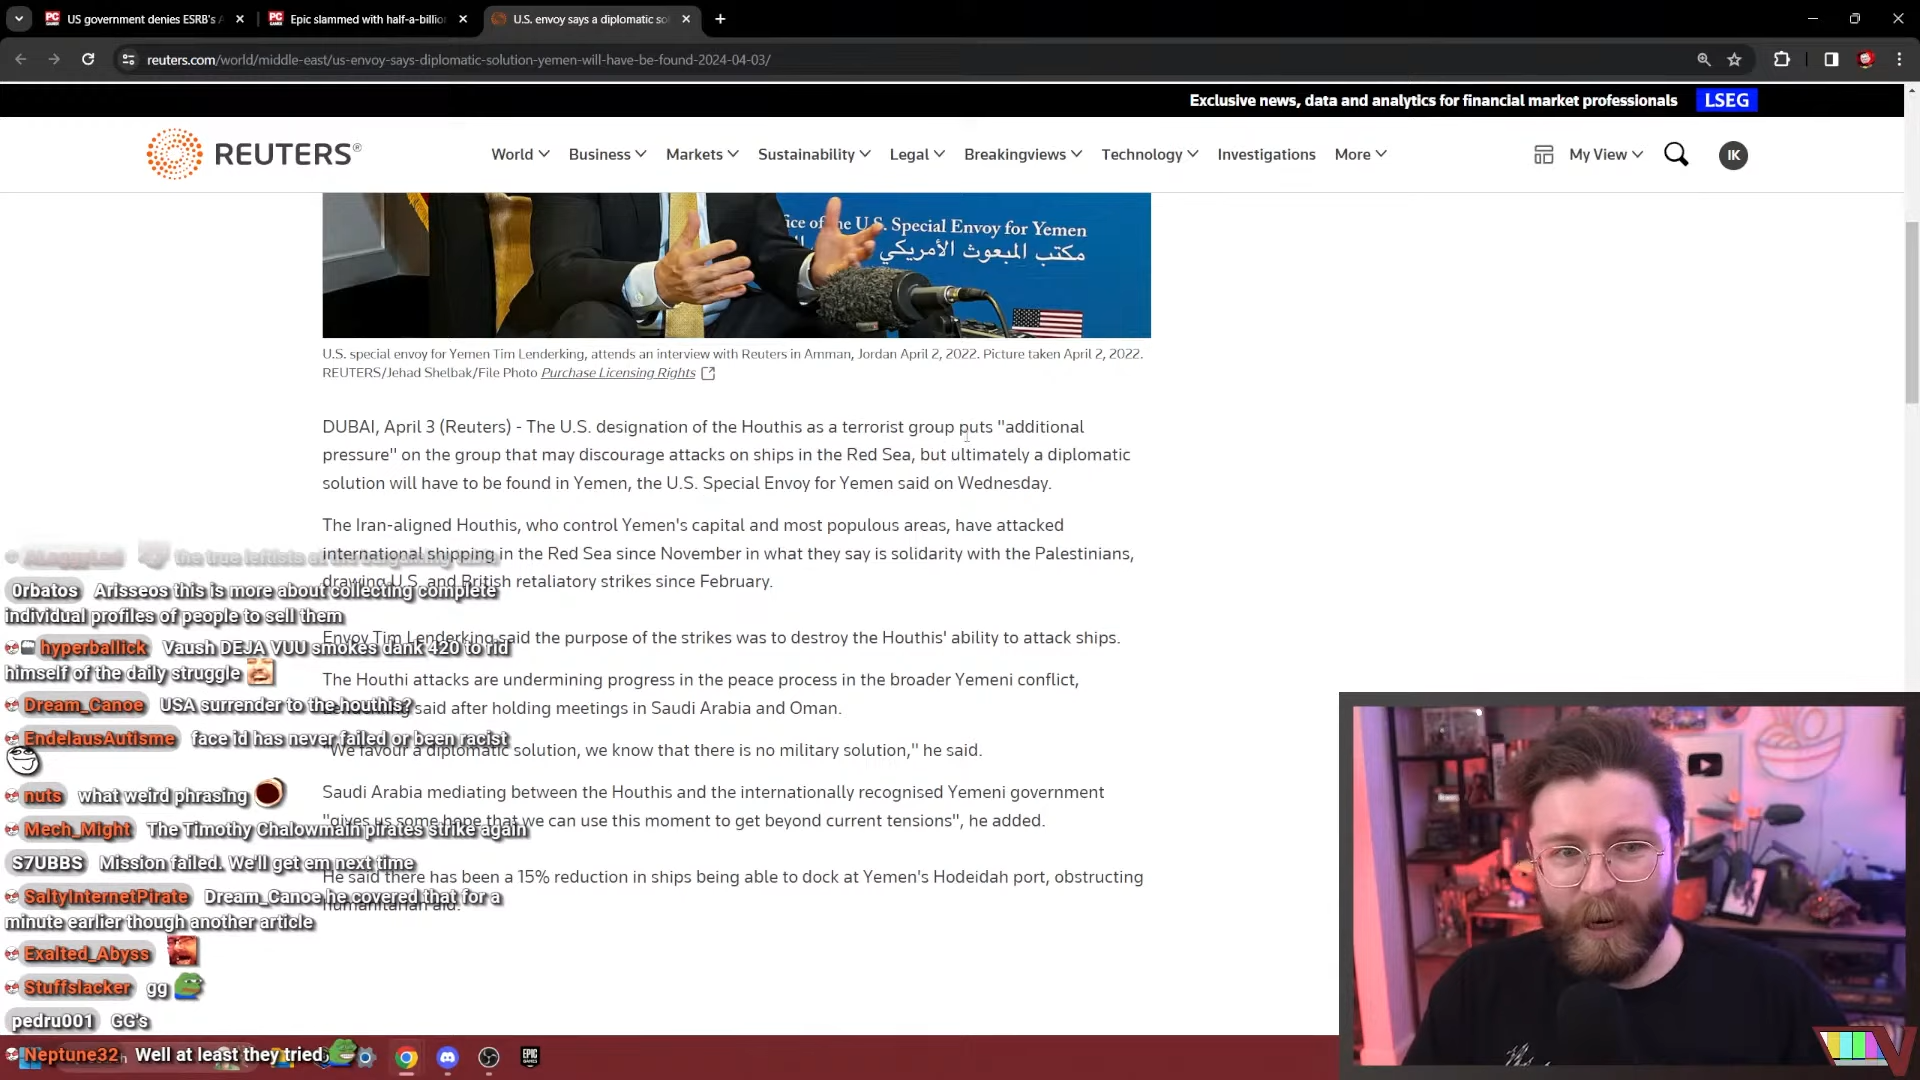 US government denies ESRB's A
Epic slammed with half-a-billio
U.S. envoy says a diplomatic so
reuters.com/world/middle-east/us-envoy-says-diplomatic-solution-yemen-will-have-be-found-2024-04-03/
Exclusive news, data and analytics for financial market professionals LSEG
REUTERS®
World Business Markets Sustainability Legal Breakingviews Technology Investigations More
My View IK
ice of the U.S. Special Envoy for Yemen
مكتب المبعوث الأمريكي
U.S. special envoy for Yemen Tim Lenderking, attends an interview with Reuters in Amman, Jordan April 2, 2022. Picture taken April 2, 2022.
REUTERS/Jehad Shelbak/File Photo Purchase Licensing Rights
DUBAI, April 3 (Reuters) - The U.S. designation of the Houthis as a terrorist group puts "additional
pressure" on the group that may discourage attacks on ships in the Red Sea, but ultimately a diplomatic
solution will have to be found in Yemen, the U.S. Special Envoy for Yemen said on Wednesday.
The Iran-aligned Houthis, who control Yemen's capital and most populous areas, have attacked
international shipping in the Red Sea since November in what they say is solidarity with the Palestinians,
drawing U.S. and British retaliatory strikes since February.
Envoy Tim Lenderking said the purpose of the strikes was to destroy the Houthis' ability to attack ships.
The Houthi attacks are undermining progress in the peace process in the broader Yemeni conflict,
Lenderking said after holding meetings in Saudi Arabia and Oman.
"We favour a diplomatic solution, we know that there is no military solution," he said.
Saudi Arabia mediating between the Houthis and the internationally recognised Yemeni government
"gives us some hope that we can use this moment to get beyond current tensions", he added.
He said there has been a 15% reduction in ships being able to dock at Yemen's Hodeidah port, obstructing
humanitarian aid.
the true leftists at the bargaining
0rbatos Arisseos this is more about collecting complete
individual profiles of people to sell them
hyperballick Vaush DEJA VUU smokes dank 420 to rid
himself of the daily struggle
Dream_Canoe USA surrender to the houthis?
EndelausAutisme face id has never failed or been racist
nuts what weird phrasing
Mech_Might The Timothy Chalowmain pirates strike again
S7UBBS Mission failed. We'll get em next time
SaltyInternetPirate Dream_Canoe he covered that for a
minute earlier though another article
Exalted_Abyss
Stuffslacker gg
pedru001 GG's
Neptune32 Well at least they tried
EPIC
GAMES
V